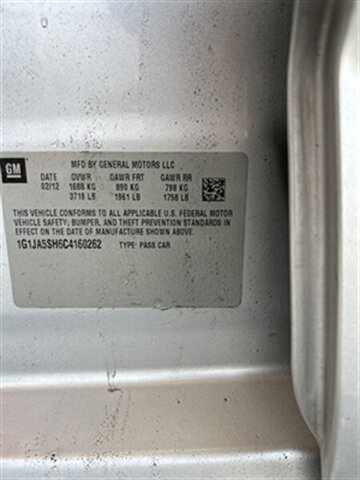 GM
MFD BY GENERAL MOTORS LLC
DATE GVWR GAWR FRT GAWR RR
02/12 1688 KG 890 KG 798 KG
3719 LB 1961 LB 1758 LB
THIS VEHICLE CONFORMS TO ALL APPLICABLE U.S. FEDERAL MOTOR
VEHICLE SAFETY, BUMPER, AND THEFT PREVENTION STANDARDS IN
EFFECT ON THE DATE OF MANUFACTURE SHOWN ABOVE.
1G1JA5SH6C4160262 TYPE: PASS CAR